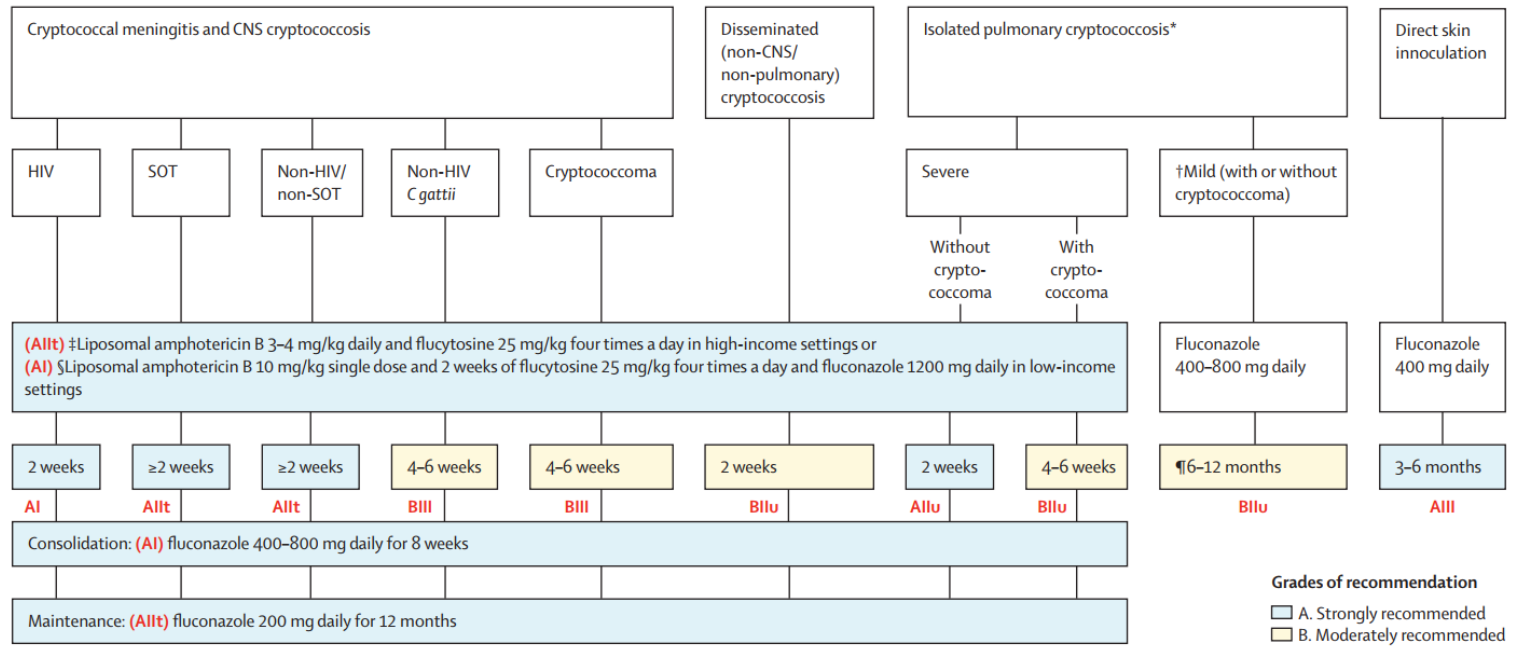 Cryptococcal meningitis and CNS cryptococcosis
Disseminated
(non-CNS/
non-pulmonary)
cryptococcosis
Isolated pulmonary cryptococcosis*
Direct skin
innoculation
HIV
SOT
Non-HIV/
non-SOT
Non-HIV
C gattii
Cryptococcoma
Severe
†Mild (with or without
cryptococcoma)
Without
crypto-
coccoma
With
crypto-
coccoma
(AIIt) ‡Liposomal amphotericin B 3–4 mg/kg daily and flucytosine 25 mg/kg four times a day in high-income settings or
(AI) §Liposomal amphotericin B 10 mg/kg single dose and 2 weeks of flucytosine 25 mg/kg four times a day and fluconazole 1200 mg daily in low-income
settings
Fluconazole
400–800 mg daily
Fluconazole
400 mg daily
2 weeks
≥2 weeks
≥2 weeks
4–6 weeks
4–6 weeks
2 weeks
2 weeks
4–6 weeks
¶6–12 months
3–6 months
AI
AIIt
AIIt
BIII
BIII
BIIu
AIIu
BIIu
BIIu
AIII
Consolidation: (AI) fluconazole 400–800 mg daily for 8 weeks
Maintenance: (AIIt) fluconazole 200 mg daily for 12 months
Grades of recommendation
A. Strongly recommended
B. Moderately recommended